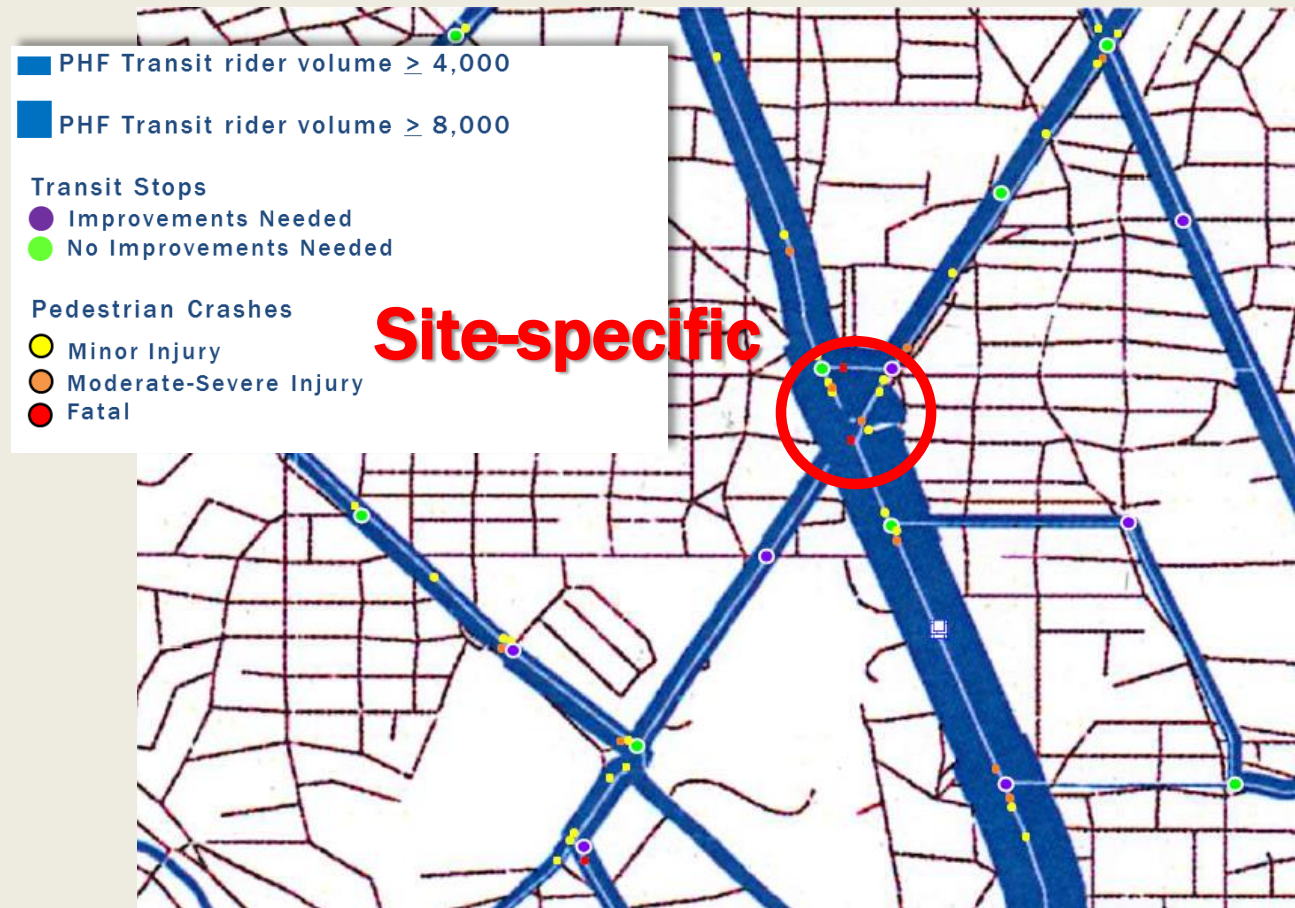 PHF Transit rider volume ≥ 4,000
PHF Transit rider volume ≥ 8,000
Transit Stops
Improvements Needed
No Improvements Needed
Pedestrian Crashes
Minor Injury
Moderate-Severe Injury
Fatal
Site-specific